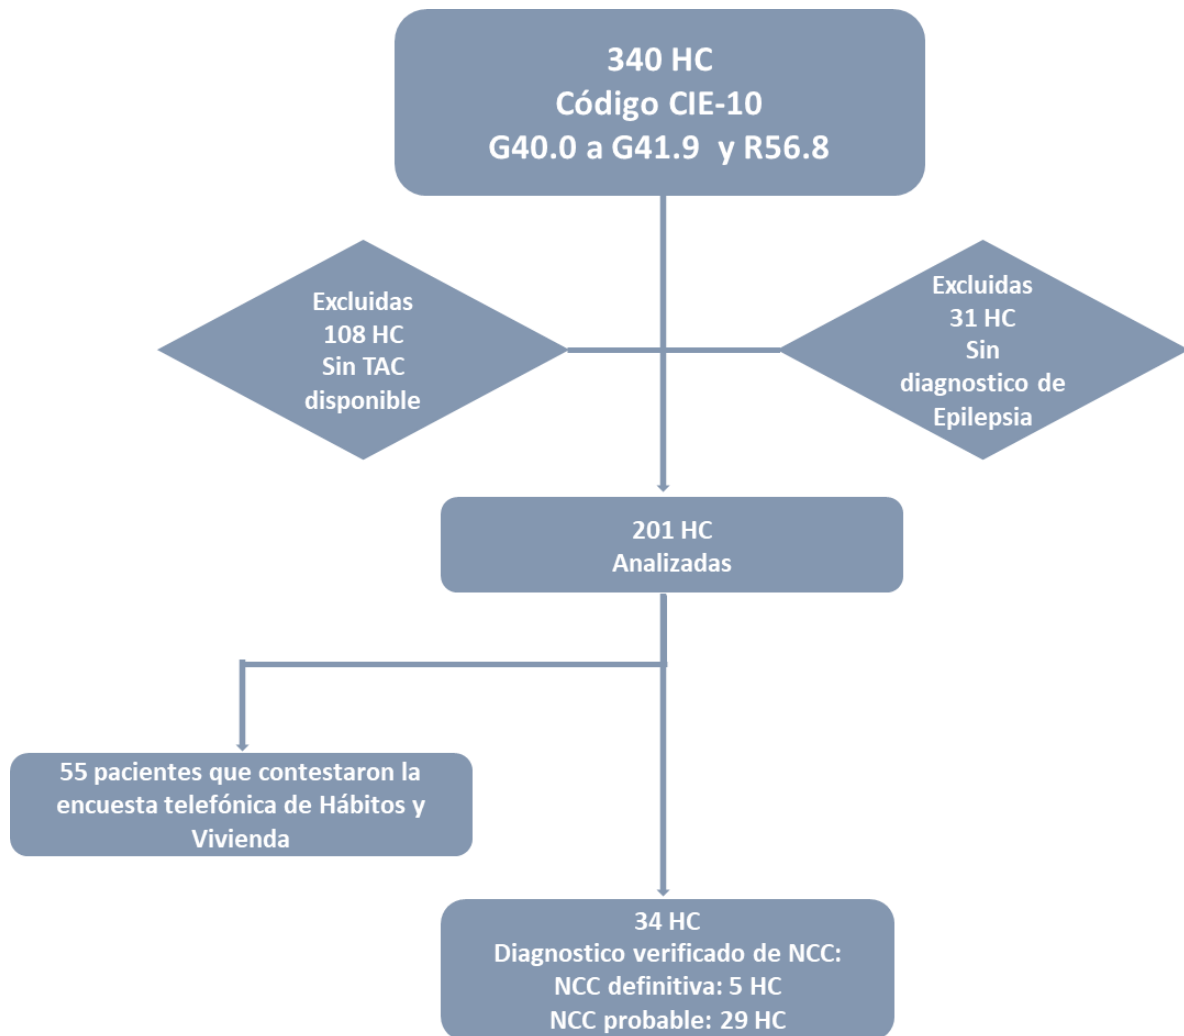 340 HC
Código CIE-10
G40.0 a G41.9 y R56.8
Excluidas
108 HC
Sin TAC
disponible
Excluidas
31 HC
Sin
diagnostico de
Epilepsia
201 HC
Analizadas
55 pacientes que contestaron la
encuesta telefónica de Hábitos y
Vivienda
34 HC
Diagnostico verificado de NCC:
NCC definitiva: 5 HC
NCC probable: 29 HC